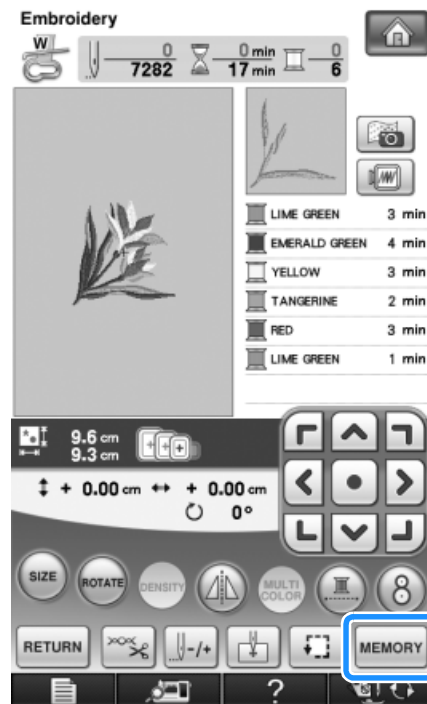 Embroidery
W
0 0 min 0
7282 17 min 6
LIME GREEN 3 min
EMERALD GREEN 4 min
YELLOW 3 min
TANGERINE 2 min
RED 3 min
LIME GREEN 1 min
9.6 cm
9.3 cm
+ 0.00 cm + 0.00 cm
0°
SIZE ROTATE DENSITY MULTI COLOR 8
RETURN -/+ MEMORY
?